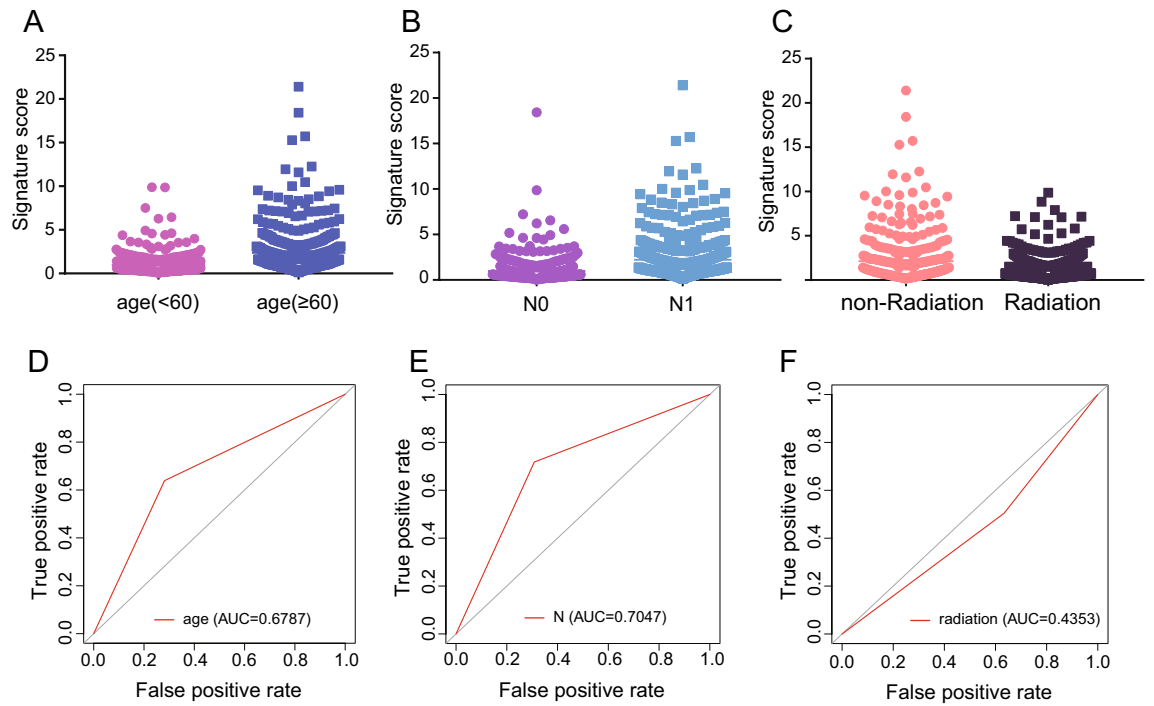 A
B
C
Signature score
25
20
15
10
5
0
age(<60)
age(≥60)
Signature score
25
20
15
10
5
0
N0
N1
Signature score
25
20
15
10
5
non-Radiation
Radiation
D
E
F
True positive rate
1.0
0.8
0.6
0.4
0.2
0.0
age (AUC=0.6787)
0.0 0.2 0.4 0.6 0.8 1.0
False positive rate
True positive rate
1.0
0.8
0.6
0.4
0.2
0.0
N (AUC=0.7047)
0.0 0.2 0.4 0.6 0.8 1.0
False positive rate
True positive rate
1.0
0.8
0.6
0.4
0.2
0.0
radiation (AUC=0.4353)
0.0 0.2 0.4 0.6 0.8 1.0
False positive rate